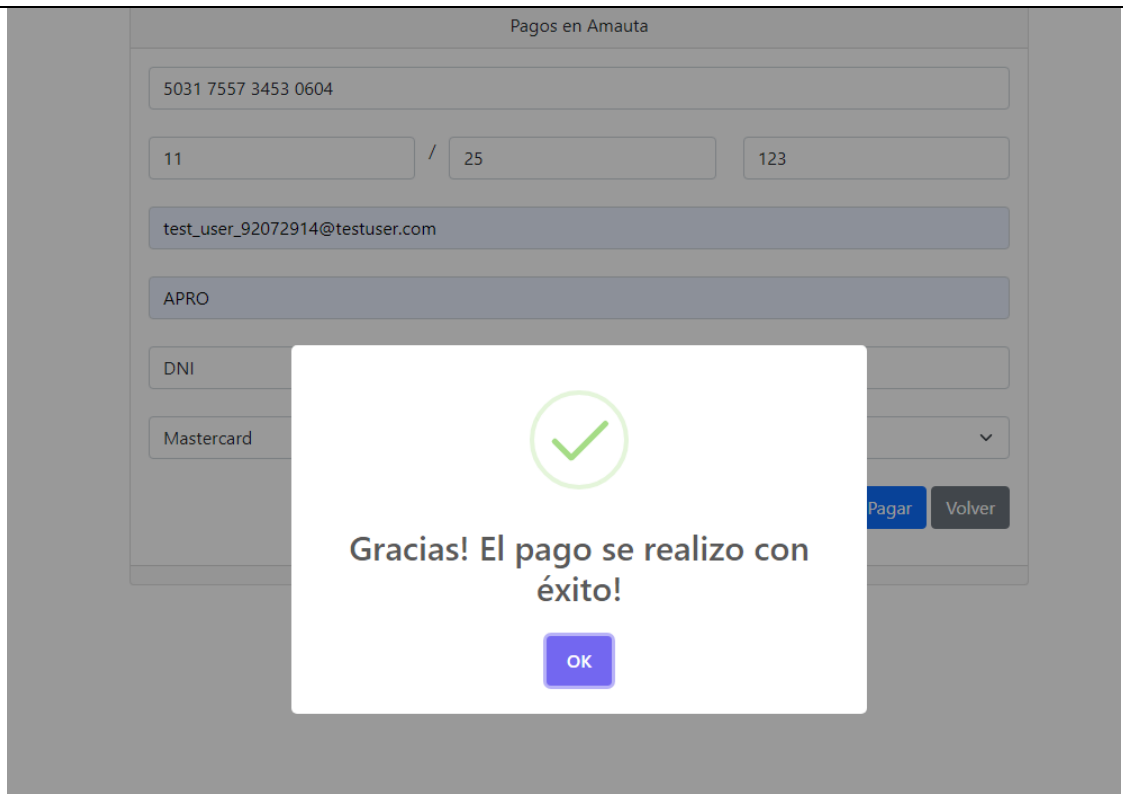 Pagos en Amauta
5031 7557 3453 0604
11 / 25 123
test_user_92072914@testuser.com
APRO
DNI
Mastercard
Pagar Volver
Gracias! El pago se realizo con
éxito!
OK